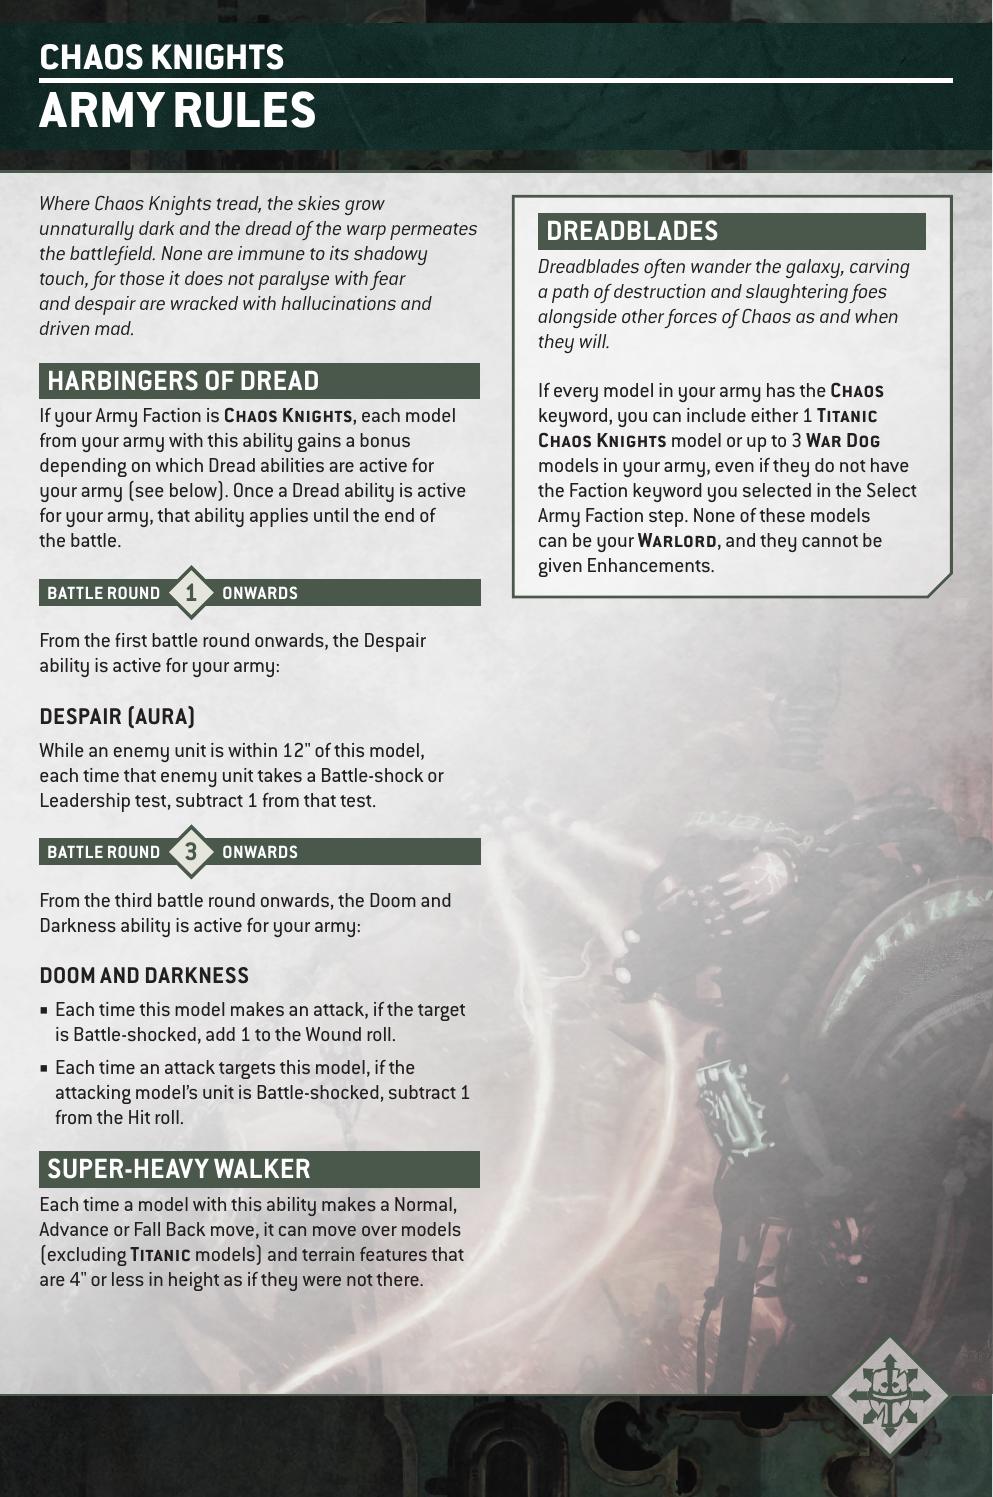 CHAOS KNIGHTS
ARMY RULES
Where Chaos Knights tread, the skies grow
unnaturally dark and the dread of the warp permeates
the battlefield. None are immune to its shadowy
touch, for those it does not paralyse with fear
and despair are wracked with hallucinations and
driven mad.
HARBINGERS OF DREAD
If your Army Faction is CHAOS KNIGHTS, each model
from your army with this ability gains a bonus
depending on which Dread abilities are active for
your army (see below). Once a Dread ability is active
for your army, that ability applies until the end of
the battle.
BATTLE ROUND 1 ONWARDS
From the first battle round onwards, the Despair
ability is active for your army:
DESPAIR (AURA)
While an enemy unit is within 12" of this model,
each time that enemy unit takes a Battle-shock or
Leadership test, subtract 1 from that test.
BATTLE ROUND 3 ONWARDS
From the third battle round onwards, the Doom and
Darkness ability is active for your army:
DOOM AND DARKNESS
▪ Each time this model makes an attack, if the target
is Battle-shocked, add 1 to the Wound roll.
▪ Each time an attack targets this model, if the
attacking model's unit is Battle-shocked, subtract 1
from the Hit roll.
SUPER-HEAVY WALKER
Each time a model with this ability makes a Normal,
Advance or Fall Back move, it can move over models
(excluding TITANIC models) and terrain features that
are 4" or less in height as if they were not there.
DREADBLADES
Dreadblades often wander the galaxy, carving
a path of destruction and slaughtering foes
alongside other forces of Chaos as and when
they will.
If every model in your army has the CHAOS
keyword, you can include either 1 TITANIC
CHAOS KNIGHTS model or up to 3 WAR DOG
models in your army, even if they do not have
the Faction keyword you selected in the Select
Army Faction step. None of these models
can be your WARLORD, and they cannot be
given Enhancements.